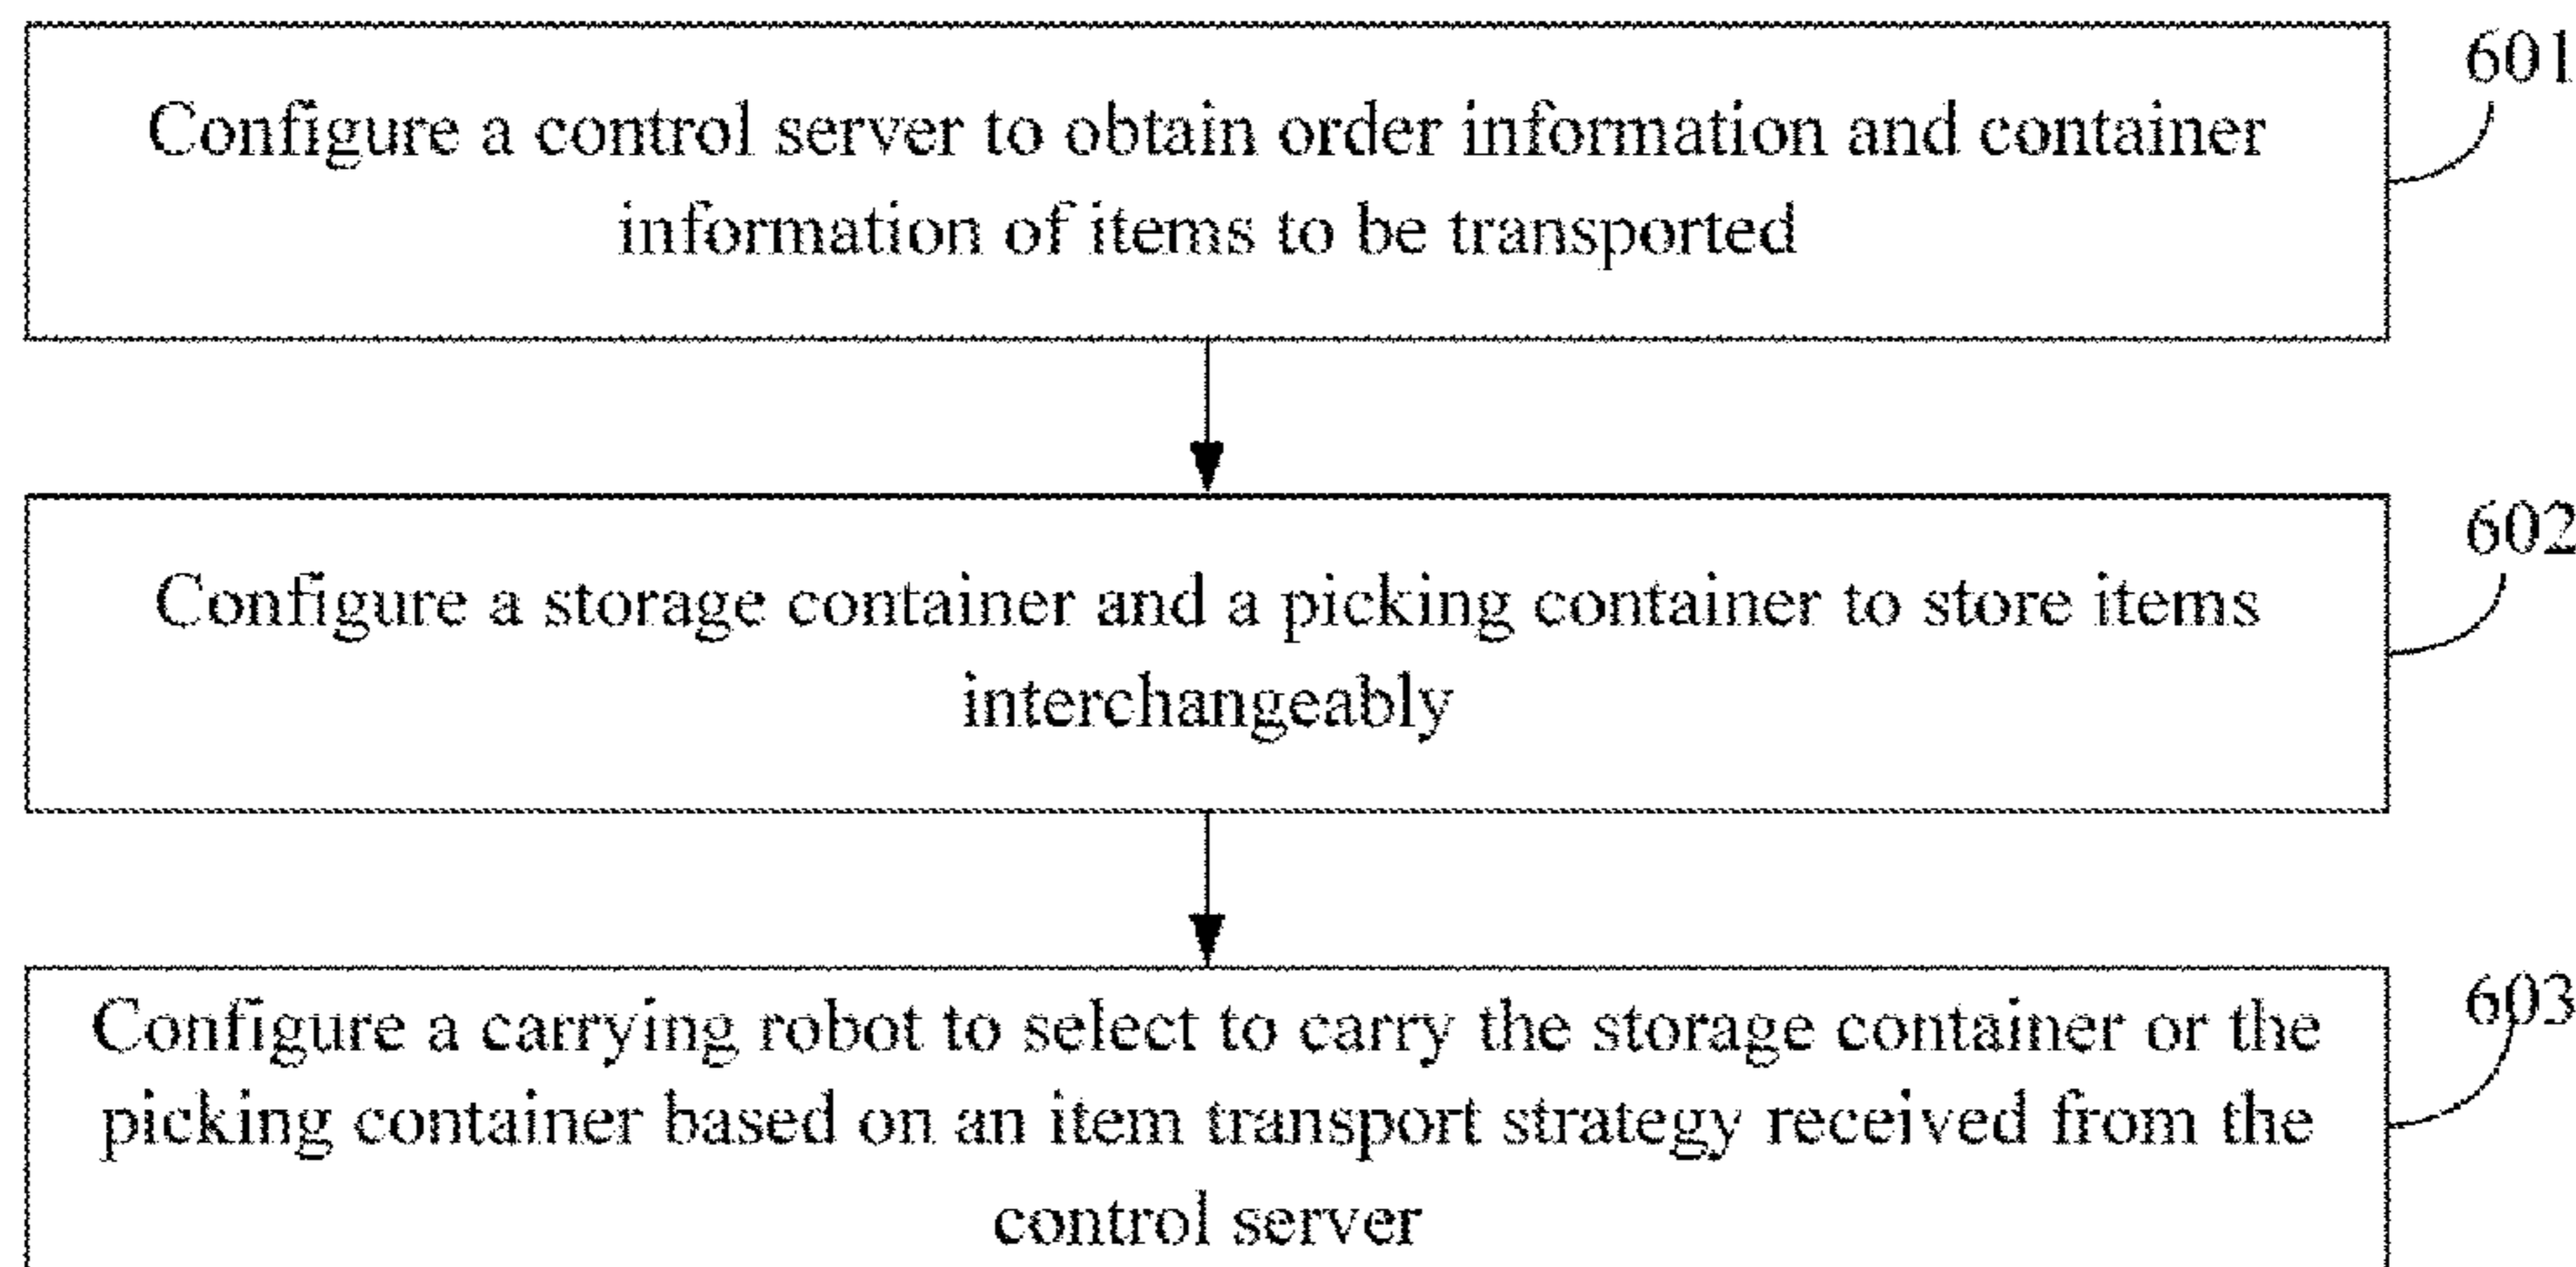 601
Configure a control server to obtain order information and container
information of items to be transported
602
Configure a storage container and a picking container to store items
interchangeably
603
Configure a carrying robot to select to carry the storage container or the
picking container based on an item transport strategy received from the
control server